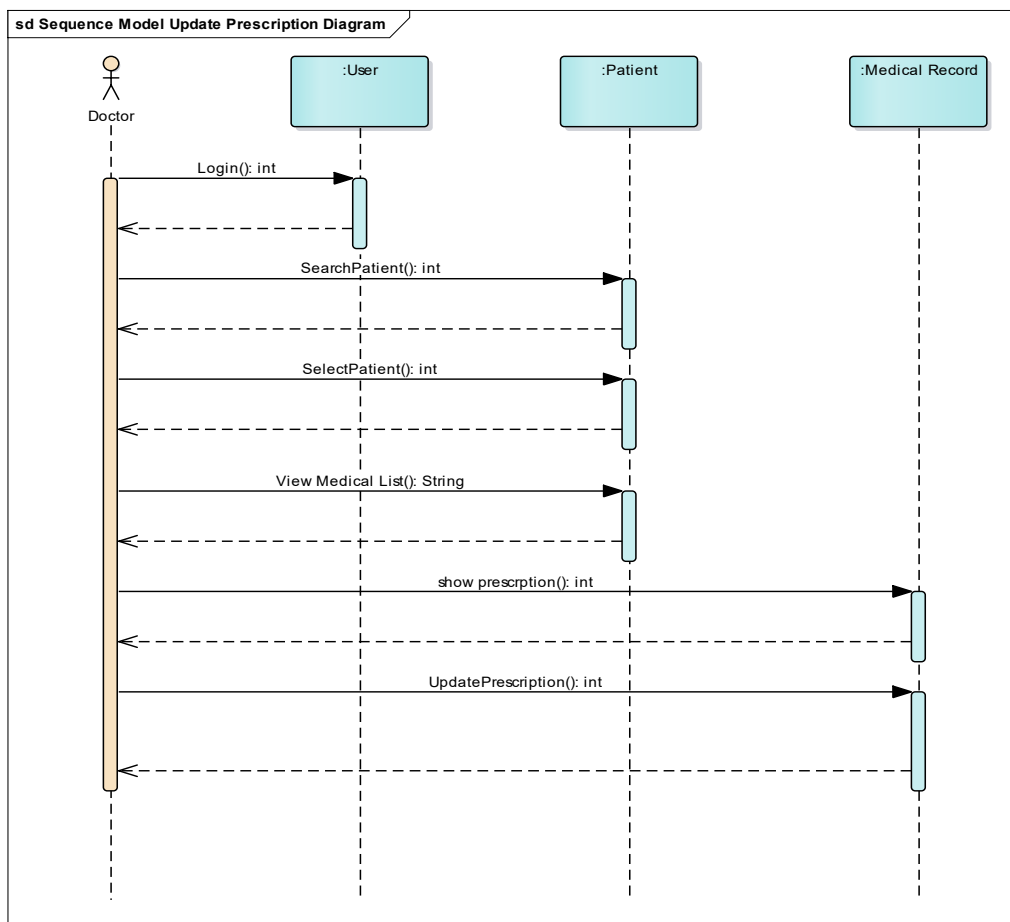 sd Sequence Model Update Prescription Diagram
:User
:Patient
:Medical Record
Doctor
Login(): int
SearchPatient(): int
SelectPatient(): int
View Medical List(): String
show prescrption(): int
UpdatePrescription(): int